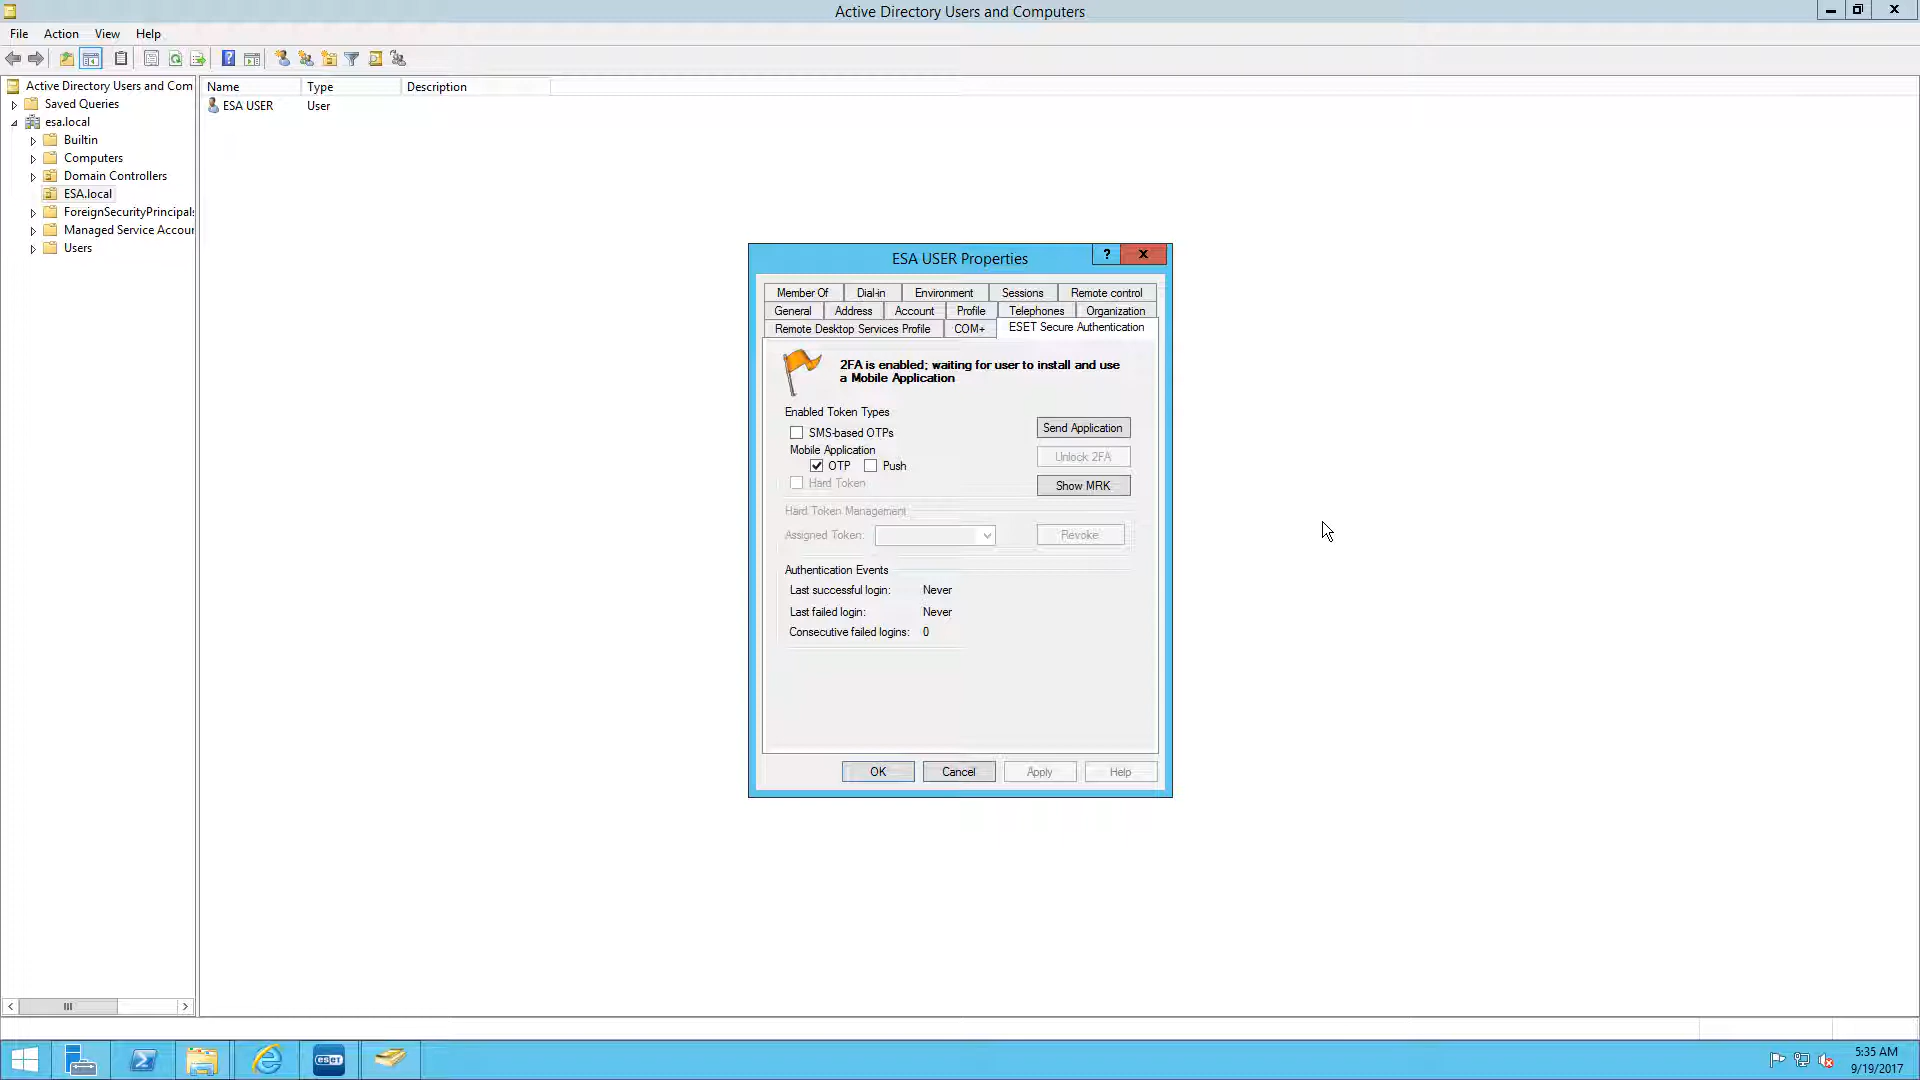 Active Directory Users and Computers
File Action View Help
Active Directory Users and Com
Saved Queries
esa.local
Builtin
Computers
Domain Controllers
ESA.local
ForeignSecurityPrincipals
Managed Service Accour
Users
Name Type Description
ESA USER User
ESA USER Properties
?
Member Of Dial-in Environment Sessions Remote control
General Address Account Profile Telephones Organization
Remote Desktop Services Profile COM+ ESET Secure Authentication
2FA is enabled; waiting for user to install and use
a Mobile Application
Enabled Token Types
SMS-based OTPs
Mobile Application
OTP Push
Hard Token
Send Application
Unlock 2FA
Show MRK
Hard Token Management
Assigned Token:
Revoke
Authentication Events
Last successful login: Never
Last failed login: Never
Consecutive failed logins: 0
OK Cancel Apply Help
eset
5:35 AM
9/19/2017